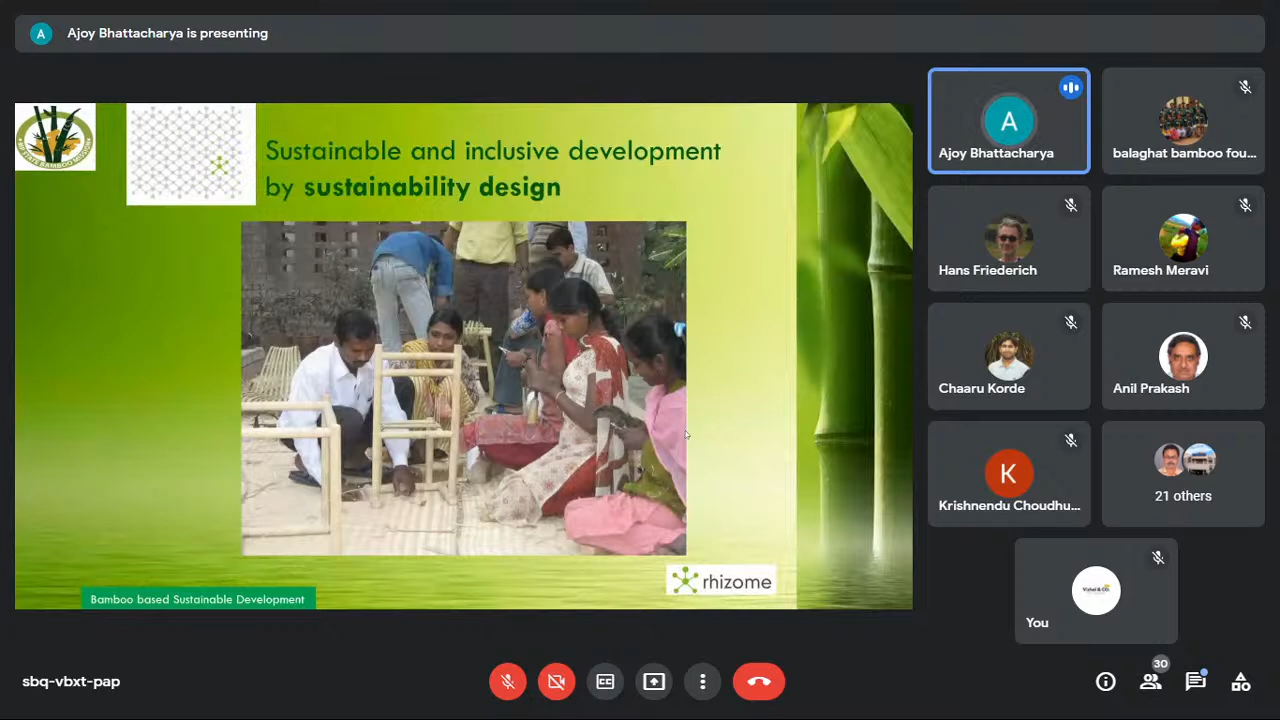 A
Ajoy Bhattacharya is presenting
Sustainable and inclusive development
by sustainability design
rhizome
Bamboo based Sustainable Development
A
Ajoy Bhattacharya
balaghat bamboo fou...
Hans Friederich
Ramesh Meravi
Chaaru Korde
Anil Prakash
K
Krishnendu Choudhu...
21 others
You
sbq-vbxt-pap
CC
30